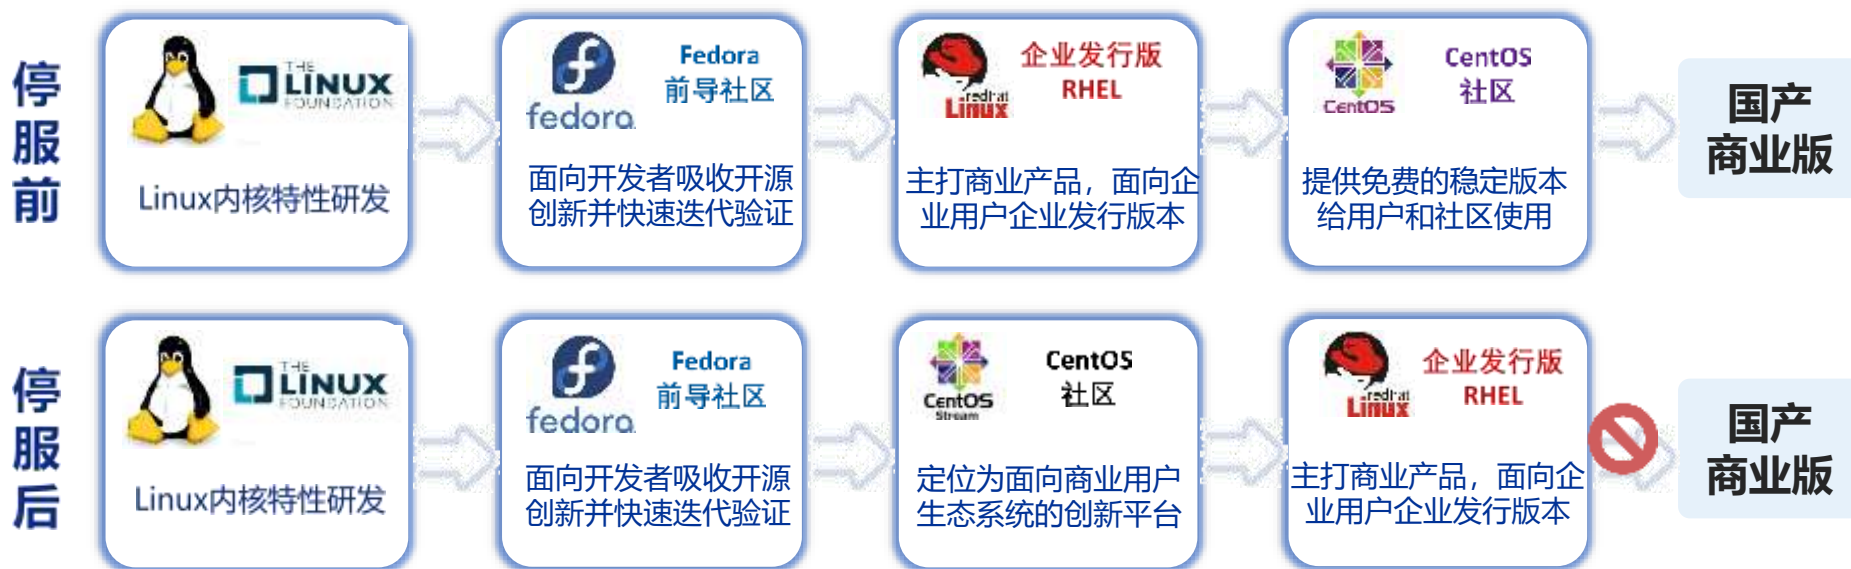 停服前
THE
LINUX
FOUNDATION
Linux内核特性研发
fedora
Fedora
前导社区
面向开发者吸收开源
创新并快速迭代验证
redhat
Linux
企业发行版
RHEL
主打商业产品，面向企
业用户企业发行版本
CentOS
CentOS
社区
提供免费的稳定版本
给用户和社区使用
国产
商业版
停服后
THE
LINUX
FOUNDATION
Linux内核特性研发
fedora
Fedora
前导社区
面向开发者吸收开源
创新并快速迭代验证
CentOS
Stream
CentOS
社区
定位为面向商业用户
生态系统的创新平台
redhat
Linux
企业发行版
RHEL
主打商业产品，面向企
业用户企业发行版本
国产
商业版